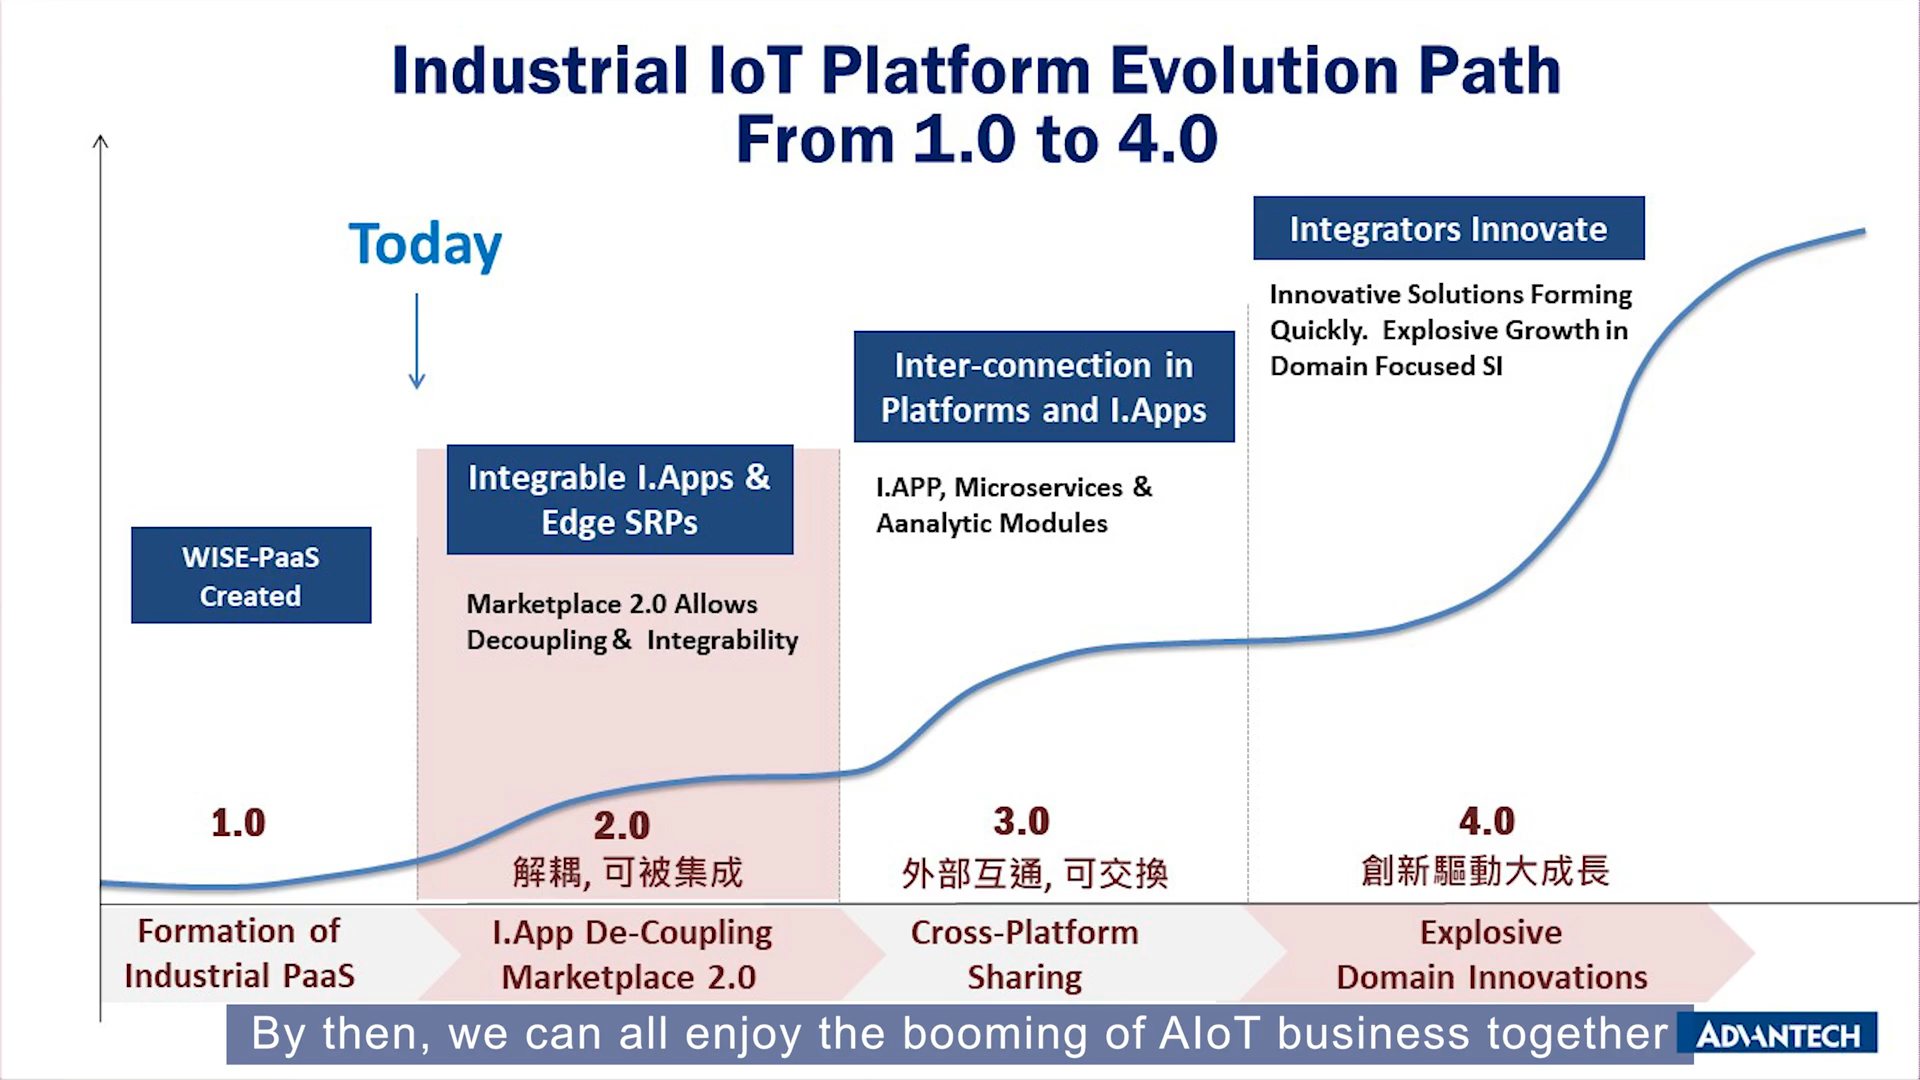 Industrial IoT Platform Evolution Path
From 1.0 to 4.0
Today
WISE-PaaS
Created
Integrable I.Apps &
Edge SRPs
Marketplace 2.0 Allows
Decoupling & Integrability
Inter-connection in
Platforms and I.Apps
I.APP, Microservices &
Aanalytic Modules
Integrators Innovate
Innovative Solutions Forming
Quickly. Explosive Growth in
Domain Focused SI
1.0
2.0
解耦, 可被集成
3.0
外部互通, 可交換
4.0
創新驅動大成長
Formation of
Industrial PaaS
I.App De-Coupling
Marketplace 2.0
Cross-Platform
Sharing
Explosive
Domain Innovations
By then, we can all enjoy the booming of AIoT business together
ADVANTECH